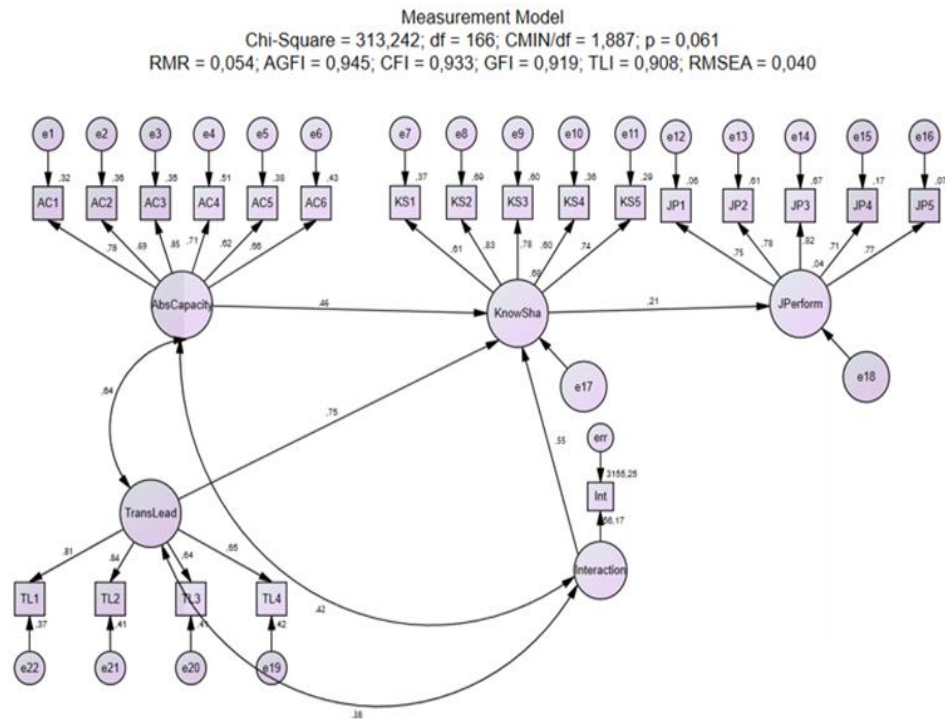 Measurement Model
Chi-Square = 313,242; df = 166; CMIN/df = 1,887; p = 0,061
RMR = 0,054; AGFI = 0,945; CFI = 0,933; GFI = 0,919; TLI = 0,908; RMSEA = 0,040
e1 e2 e3 e4 e5 e6 e7 e8 e9 e10 e11 e12 e13 e14 e15 e16
,32 ,36 ,35 ,51 ,38 ,43 ,37 ,69 ,60 ,36 ,29 ,06 ,61 ,67 ,17 ,07
AC1 AC2 AC3 AC4 AC5 AC6 KS1 KS2 KS3 KS4 KS5 JP1 JP2 JP3 JP4 JP5
,78 ,69 ,85 ,71 ,62 ,66 ,61 ,83 ,78 ,60 ,74 ,75 ,78 ,82 ,71 ,77
,04
AbsCapacity ,46 KnowSha ,21 JPerform
e17 e18
,64 ,75 ,55
err
3155,25
Int
TransLead
Interaction
,81 ,64 ,65
TL1 TL2 TL3 TL4
,42
,37 ,41 ,42
e22 e21 e20 e19